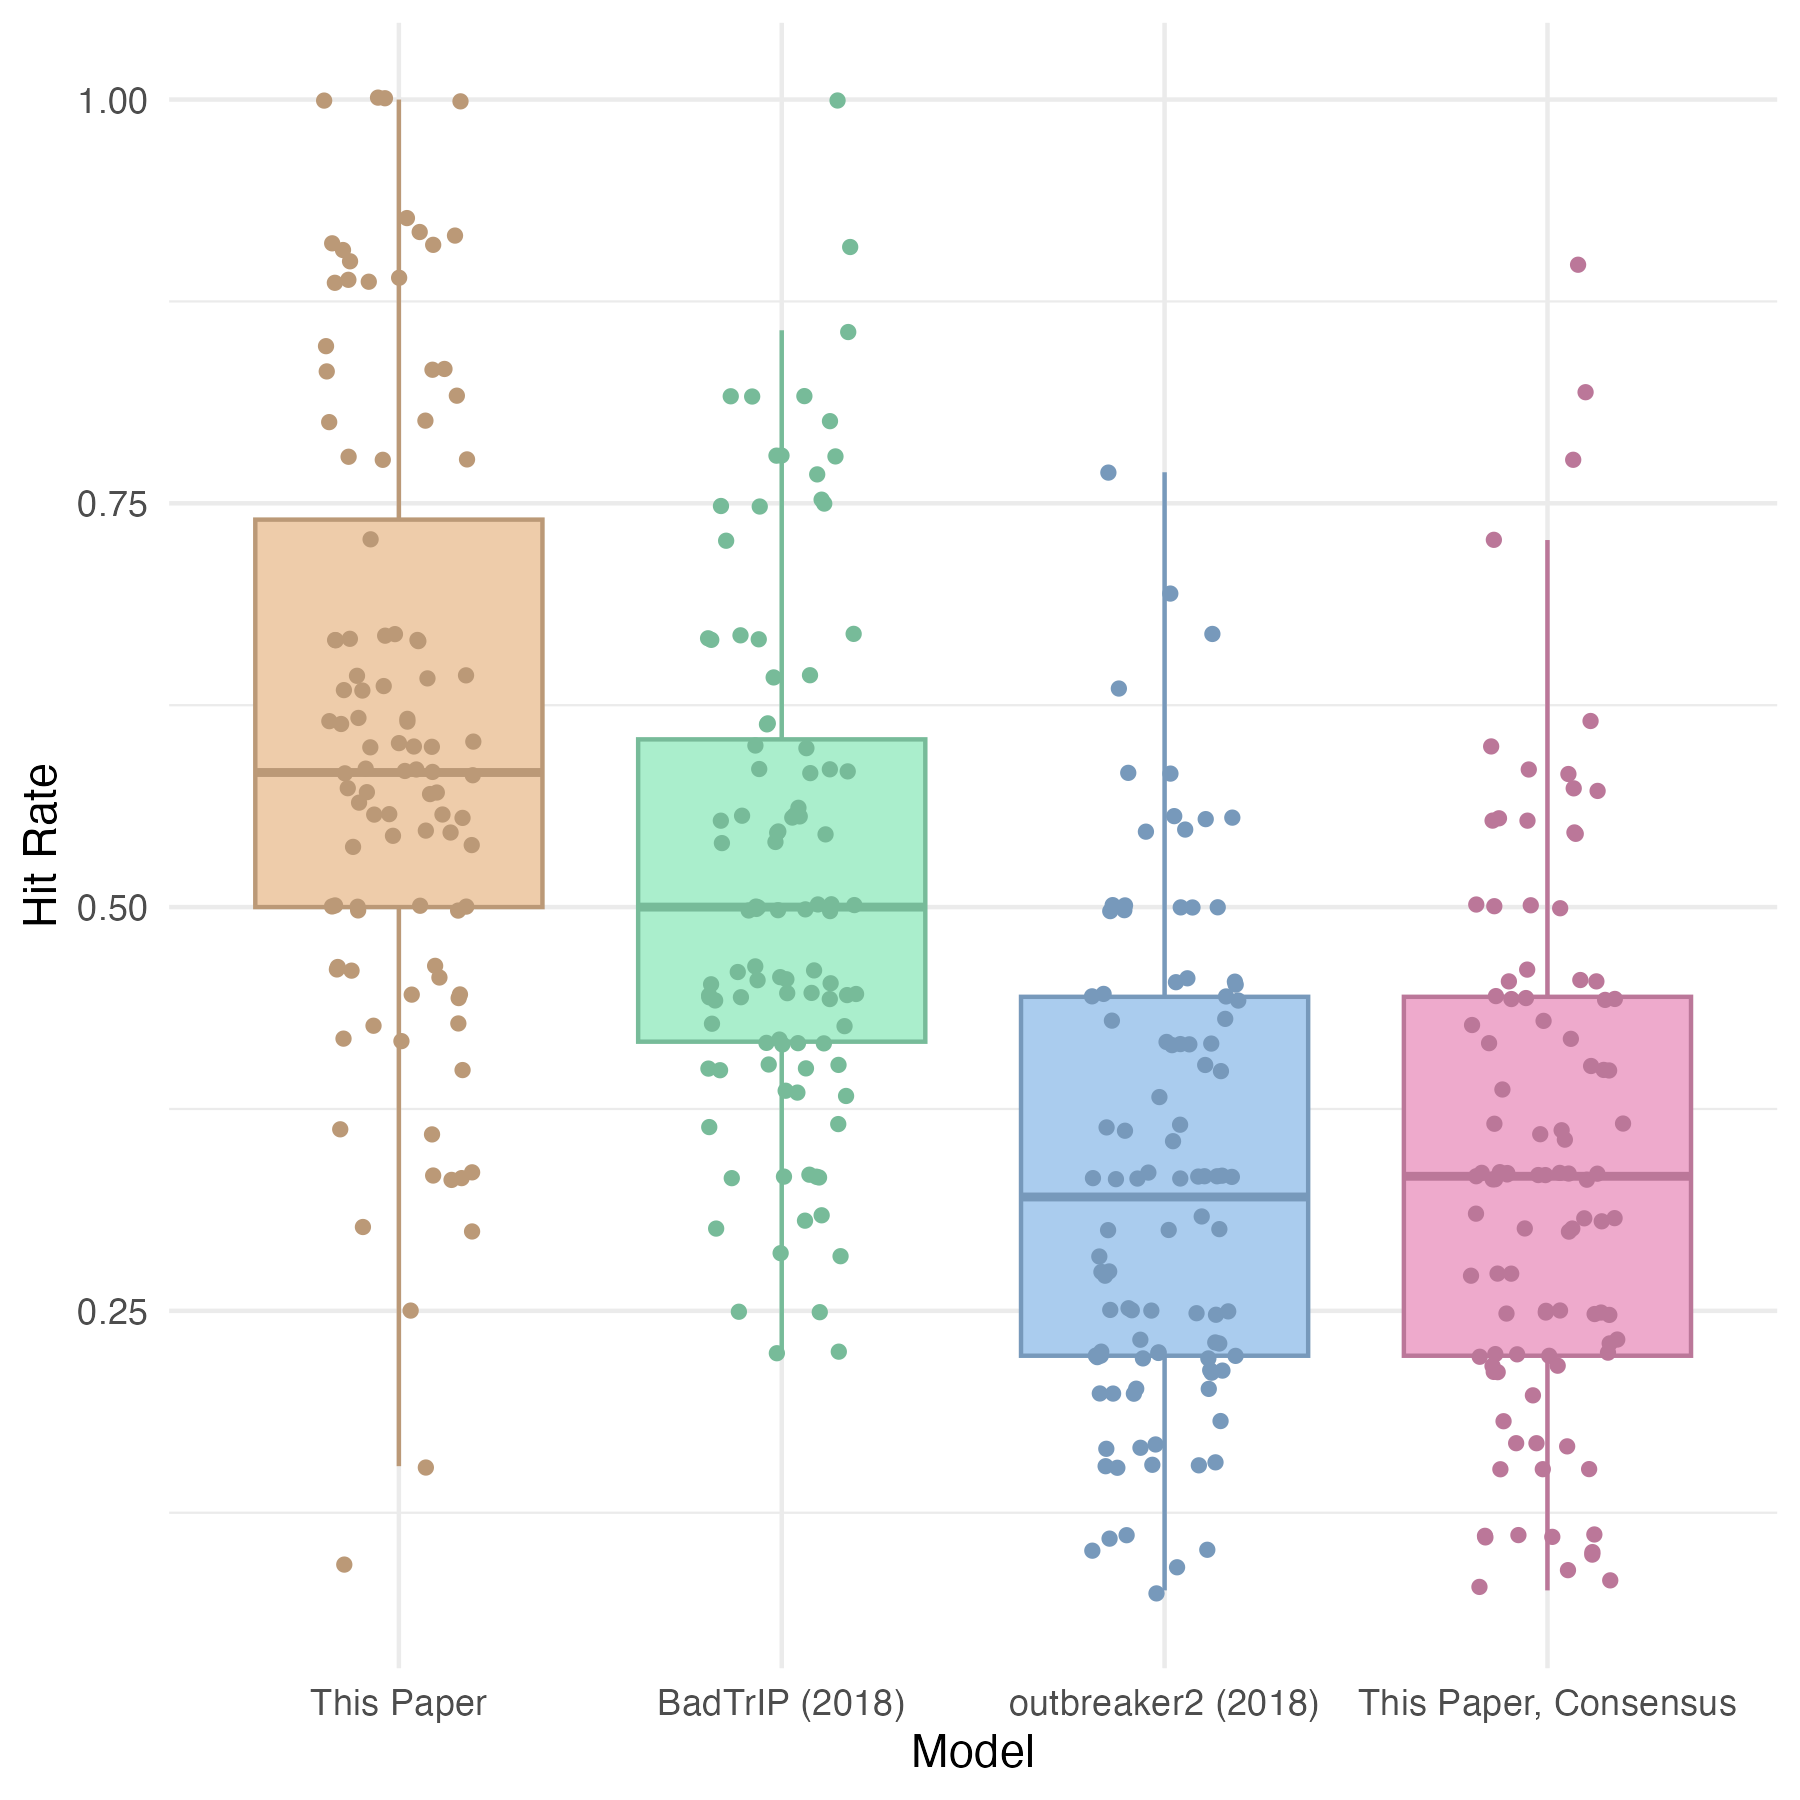 1.00
0.75
0.50
0.25
Hit Rate
This Paper
BadTrIP (2018)
outbreaker2 (2018)
This Paper, Consensus
Model